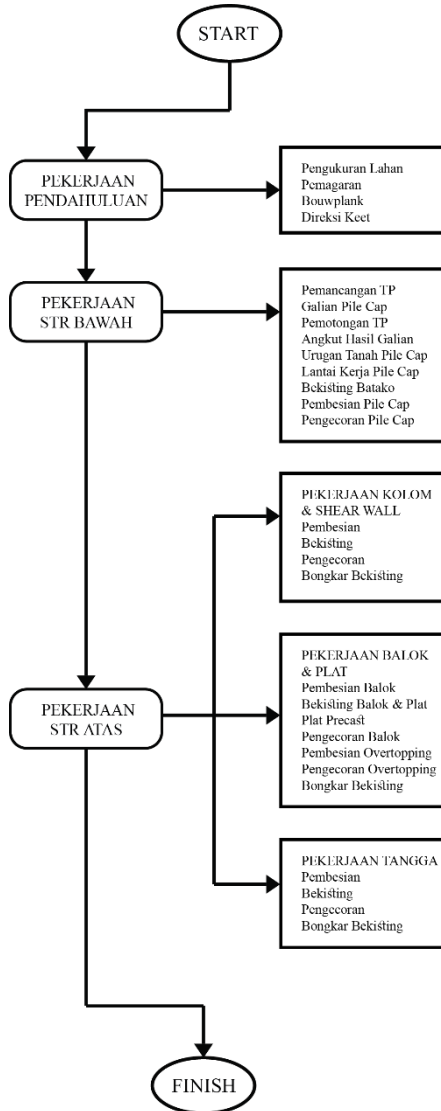 START
PEKERJAAN
PENDAHULUAN
Pengukuran Lahan
Pemagaran
Bouwplank
Direksi Keet
PEKERJAAN
STR BAWAH
Pemancangan TP
Galian Pile Cap
Pemotongan TP
Angkut Hasil Galian
Urugan Tanah Pile Cap
Lantai Kerja Pile Cap
Bekisting Batako
Pembesian Pile Cap
Pengecoran Pile Cap
PEKERJAAN KOLOM
& SHEAR WALL
Pembesian
Bekisting
Pengecoran
Bongkar Bekisting
PEKERJAAN
STR ATAS
PEKERJAAN BALOK
& PLAT
Pembesian Balok
Bekisting Balok & Plat
Plat Precast
Pengecoran Balok
Pembesian Overtopping
Pengecoran Overtopping
Bongkar Bekisting
PEKERJAAN TANGGA
Pembesian
Bekisting
Pengecoran
Bongkar Bekisting
FINISH